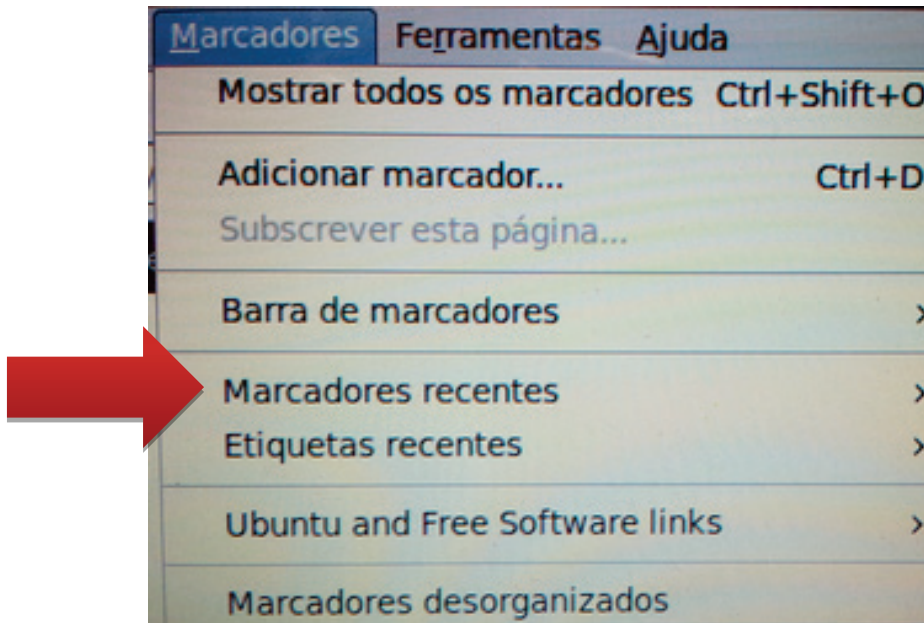 Marcadores Ferramentas Ajuda
Mostrar todos os marcadores Ctrl+Shift+O
Adicionar marcador... Ctrl+D
Subscrever esta página...
Barra de marcadores
Marcadores recentes
Etiquetas recentes
Ubuntu and Free Software links
Marcadores desorganizados